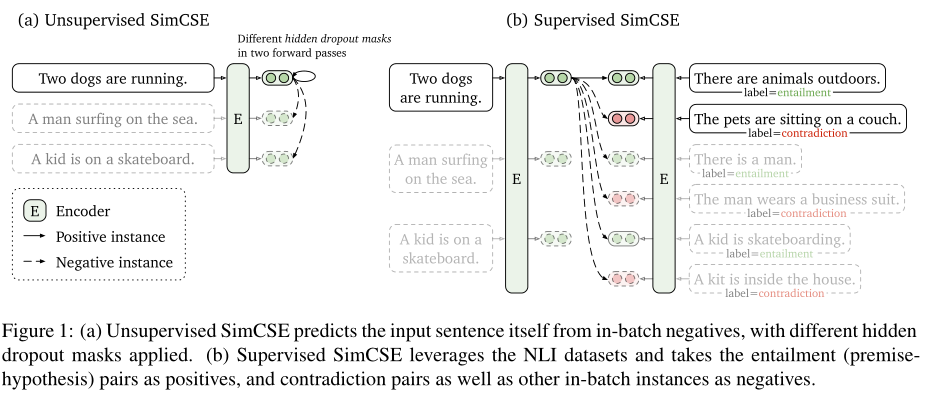 (a) Unsupervised SimCSE
Different hidden dropout masks
in two forward passes
Two dogs are running.
A man surfing on the sea.
A kid is on a skateboard.
E
E Encoder
Positive instance
Negative instance
(b) Supervised SimCSE
Two dogs
are running.
A man surfing
on the sea.
A kid is on a
skateboard.
E
E
There are animals outdoors.
label=entailment
The pets are sitting on a couch.
label=contradiction
There is a man.
label=entailment
The man wears a business suit.
label=contradiction
A kid is skateboarding.
label=entailment
A kit is inside the house.
label=contradiction
Figure 1: (a) Unsupervised SimCSE predicts the input sentence itself from in-batch negatives, with different hidden
dropout masks applied. (b) Supervised SimCSE leverages the NLI datasets and takes the entailment (premise-
hypothesis) pairs as positives, and contradiction pairs as well as other in-batch instances as negatives.